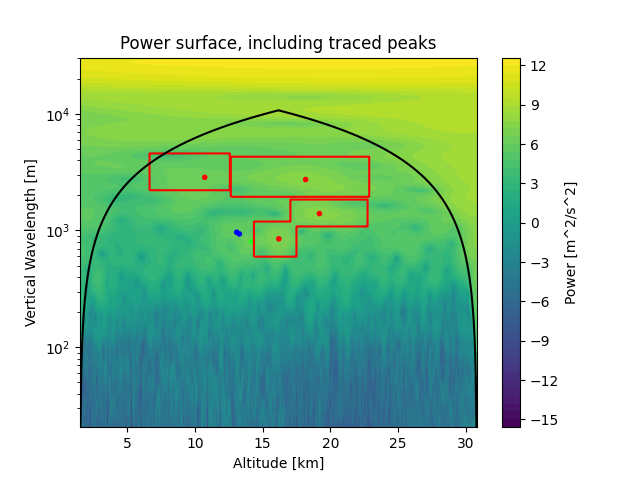 Power surface, including traced peaks
10^4
10^3
10^2
Vertical Wavelength [m]
5 10 15 20 25 30
Altitude [km]
12
9
6
3
0
−3
−6
−9
−12
−15
Power [m^2/s^2]